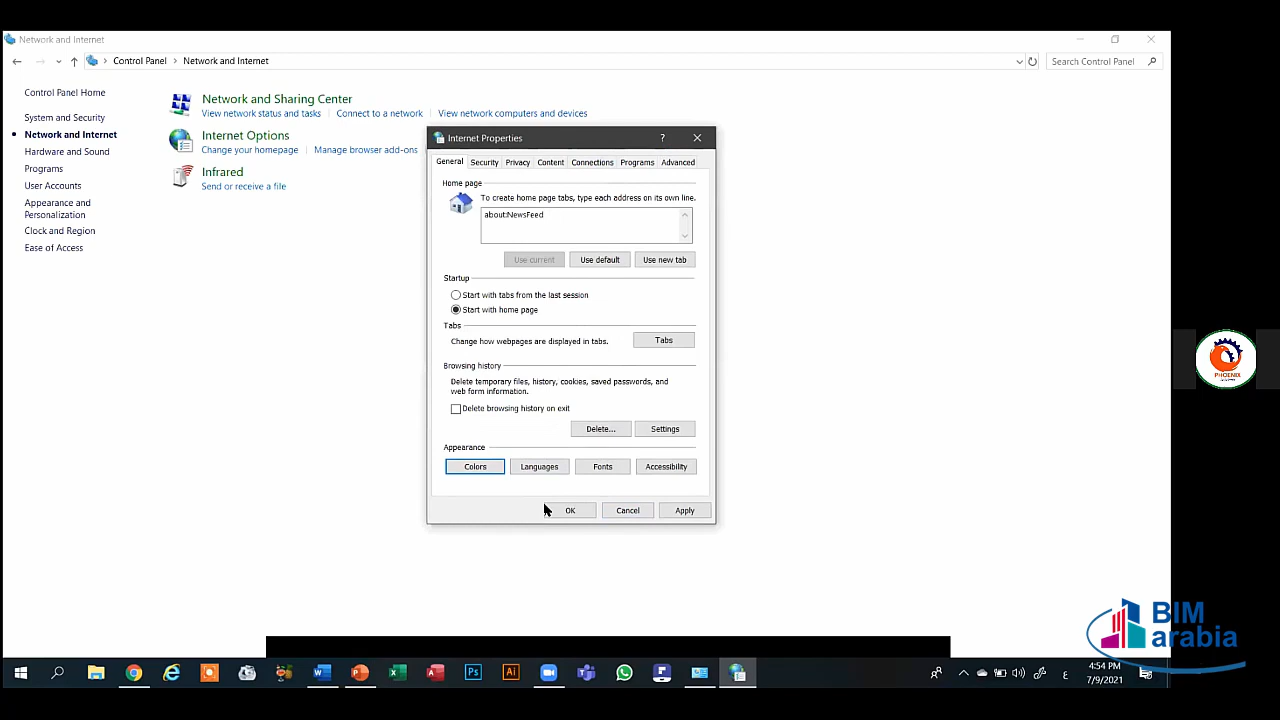 Network and Internet
Control Panel > Network and Internet
Search Control Panel
Control Panel Home
System and Security
Network and Internet
Hardware and Sound
Programs
User Accounts
Appearance and
Personalization
Clock and Region
Ease of Access
Network and Sharing Center
View network status and tasks
Connect to a network
View network computers and devices
Internet Options
Change your homepage
Manage browser add-ons
Infrared
Send or receive a file
Internet Properties
?
General Security Privacy Content Connections Programs Advanced
Home page
To create home page tabs, type each address on its own line.
about:NewsFeed
Use current Use default Use new tab
Startup
Start with tabs from the last session
Start with home page
Tabs
Change how webpages are displayed in tabs.
Tabs
Browsing history
Delete temporary files, history, cookies, saved passwords, and
web form information.
Delete browsing history on exit
Delete... Settings
Appearance
Colors Languages Fonts Accessibility
OK Cancel Apply
PHOENIX
BIM
arabia
Ps
Ai
ع
4:54 PM
7/9/2021